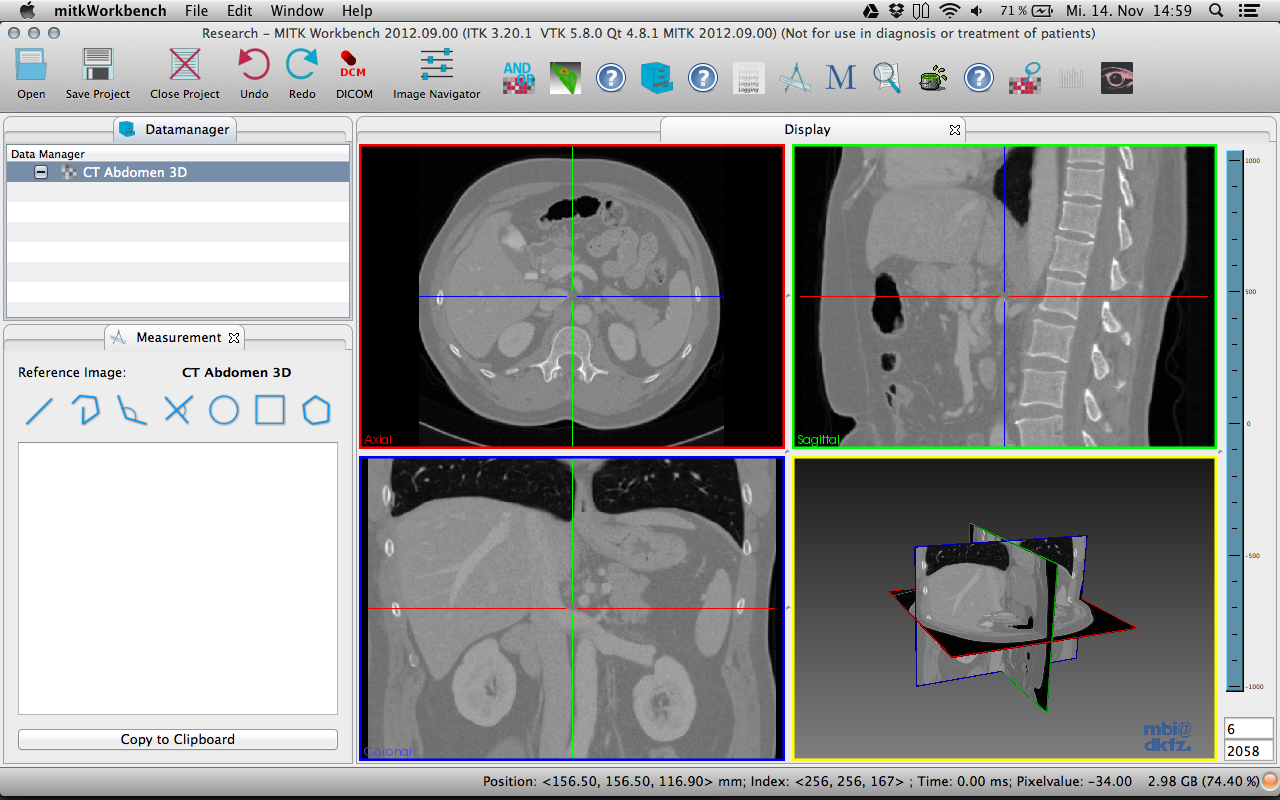 mitkWorkbench File Edit Window Help 71 % Mi. 14. Nov 14:59
Research - MITK Workbench 2012.09.00 (ITK 3.20.1 VTK 5.8.0 Qt 4.8.1 MITK 2012.09.00) (Not for use in diagnosis or treatment of patients)
DCM
AND
OR
Logging
Logging
Logging
Logging
M
Open Save Project Close Project Undo Redo DICOM Image Navigator
Datamanager
Display
Data Manager
CT Abdomen 3D
1000
500
0
-500
-1000
Measurement
Reference Image: CT Abdomen 3D
Axial
Sagittal
Coronal
mbi@
dkfz.
Copy to Clipboard
6
2058
Position: <156.50, 156.50, 116.90> mm; Index: <256, 256, 167> ; Time: 0.00 ms; Pixelvalue: -34.00 2.98 GB (74.40 %)